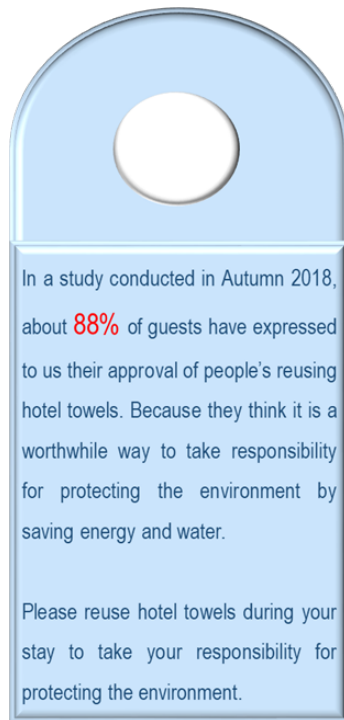 In a study conducted in Autumn 2018,
about 88% of guests have expressed
to us their approval of people’s reusing
hotel towels. Because they think it is a
worthwhile way to take responsibility
for protecting the environment by
saving energy and water.
Please reuse hotel towels during your
stay to take your responsibility for
protecting the environment.